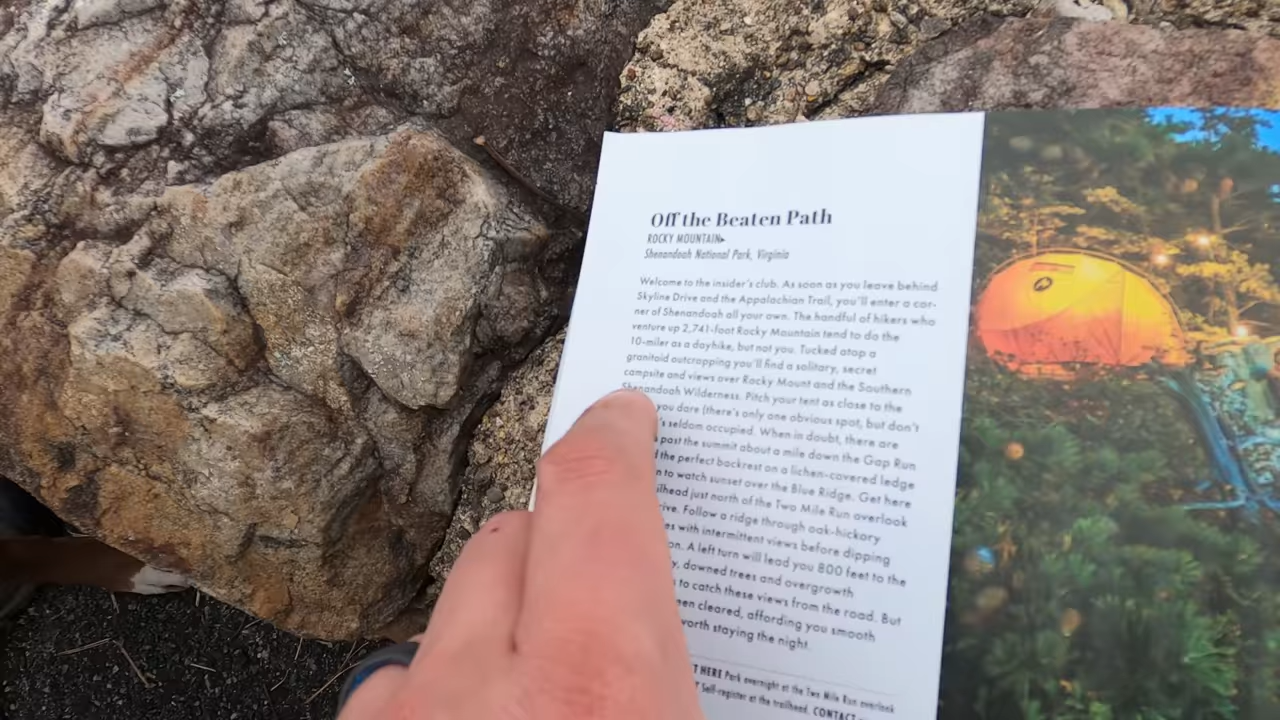 Off the Beaten Path
ROCKY MOUNTAIN▸
Shenandoah National Park, Virginia
Welcome to the insider's club. As soon as you leave behind
Skyline Drive and the Appalachian Trail, you'll enter a cor-
ner of Shenandoah all your own. The handful of hikers who
venture up 2,741-foot Rocky Mountain tend to do the
10-miler as a dayhike, but not you. Tucked atop a
granitoid outcropping you'll find a solitary, secret
campsite and views over Rocky Mount and the Southern
Shenandoah Wilderness. Pitch your tent as close to the
you dare (there's only one obvious spot, but don't
's seldom occupied. When in doubt, there are
past the summit about a mile down the Gap Run
the perfect backrest on a lichen-covered ledge
to watch sunset over the Blue Ridge. Get here
just north of the Two Mile Run overlook
Follow a ridge through oak-hickory
with intermittent views before dipping
A left turn will lead you 800 feet to the
downed trees and overgrowth
to catch these views from the road. But
cleared, affording you smooth
worth staying the night.
HERE Park overnight at the Two Mile Run overlook
Self-register at the trailhead. CONTACT